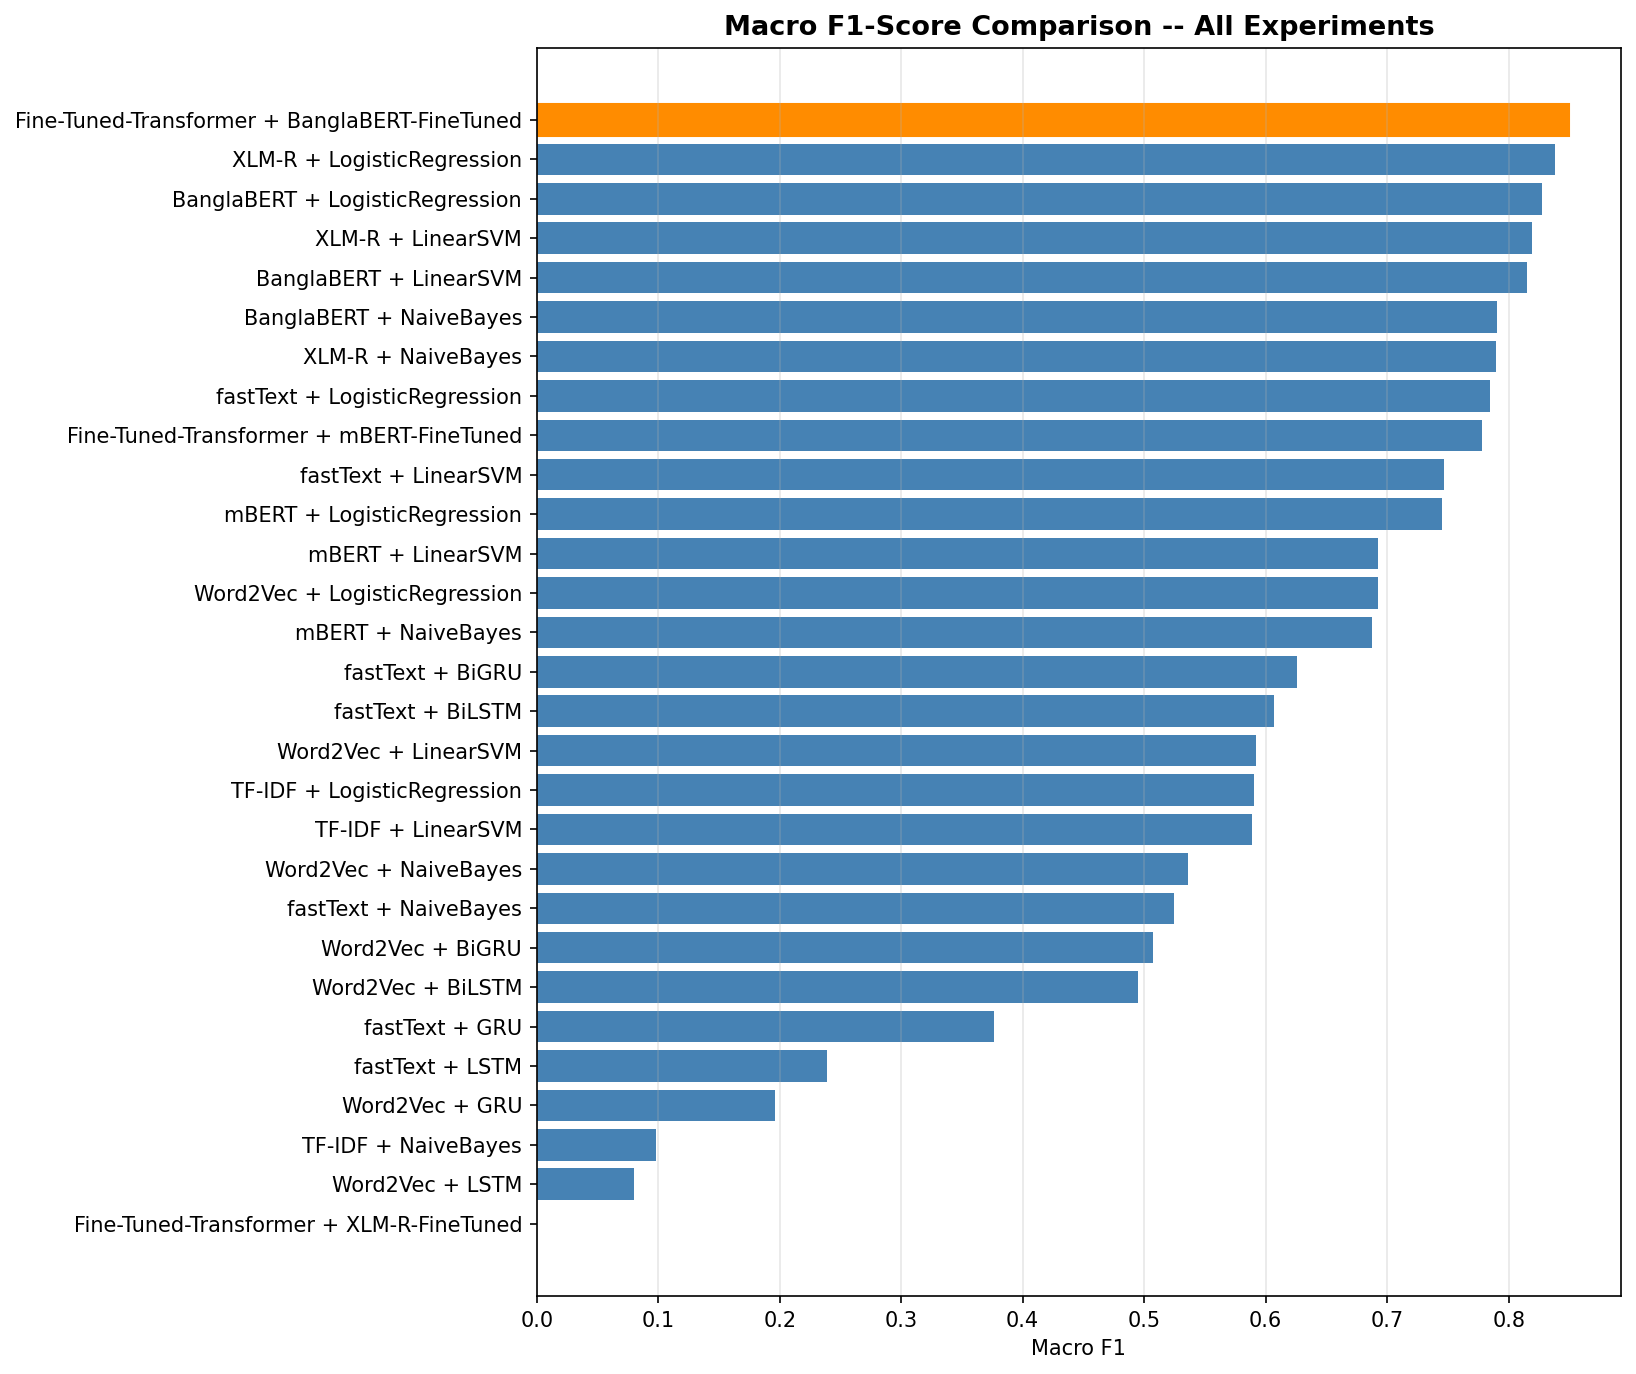 Macro F1-Score Comparison -- All Experiments
Fine-Tuned-Transformer + BanglaBERT-FineTuned
XLM-R + LogisticRegression
BanglaBERT + LogisticRegression
XLM-R + LinearSVM
BanglaBERT + LinearSVM
BanglaBERT + NaiveBayes
XLM-R + NaiveBayes
fastText + LogisticRegression
Fine-Tuned-Transformer + mBERT-FineTuned
fastText + LinearSVM
mBERT + LogisticRegression
mBERT + LinearSVM
Word2Vec + LogisticRegression
mBERT + NaiveBayes
fastText + BiGRU
fastText + BiLSTM
Word2Vec + LinearSVM
TF-IDF + LogisticRegression
TF-IDF + LinearSVM
Word2Vec + NaiveBayes
fastText + NaiveBayes
Word2Vec + BiGRU
Word2Vec + BiLSTM
fastText + GRU
fastText + LSTM
Word2Vec + GRU
TF-IDF + NaiveBayes
Word2Vec + LSTM
Fine-Tuned-Transformer + XLM-R-FineTuned
0.0 0.1 0.2 0.3 0.4 0.5 0.6 0.7 0.8
Macro F1